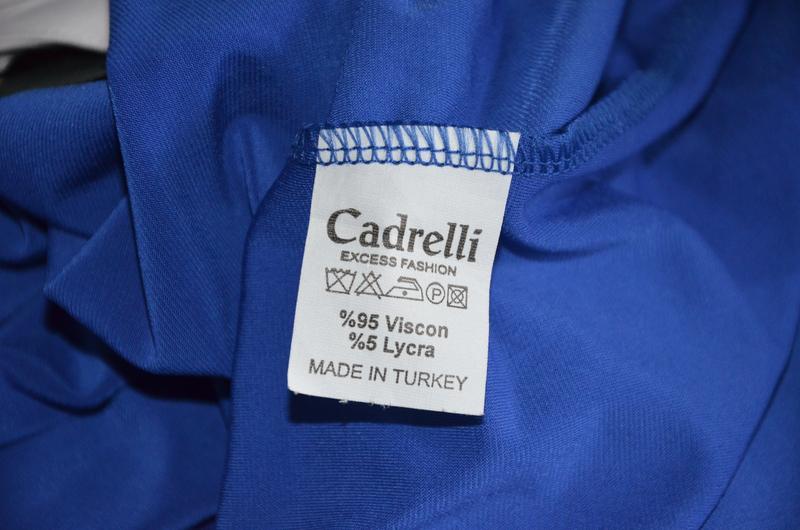 Cadrelli
EXCESS FASHION
P
%95 Viscon
%5 Lycra
MADE IN TURKEY